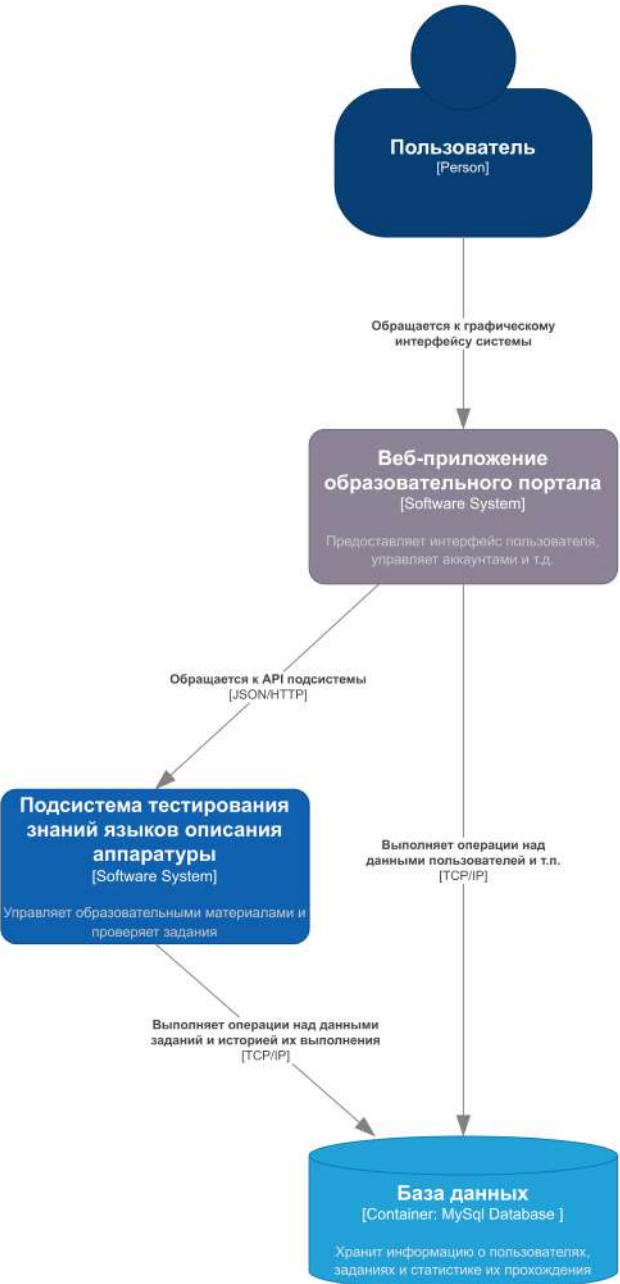 Пользователь
[Person]
Обращается к графическому
интерфейсу системы
Веб-приложение
образовательного портала
[Software System]
Предоставляет интерфейс пользователя,
управляет аккаунтами и т.д.
Обращается к API подсистемы
[JSON/HTTP]
Подсистема тестирования
знаний языков описания
аппаратуры
[Software System]
Управляет образовательными материалами и
проверяет задания
Выполняет операции над
данными пользователей и т.п.
[TCP/IP]
Выполняет операции над данными
заданий и историей их выполнения
[TCP/IP]
База данных
[Container: MySql Database ]
Хранит информацию о пользователях,
заданиях и статистике их прохождения